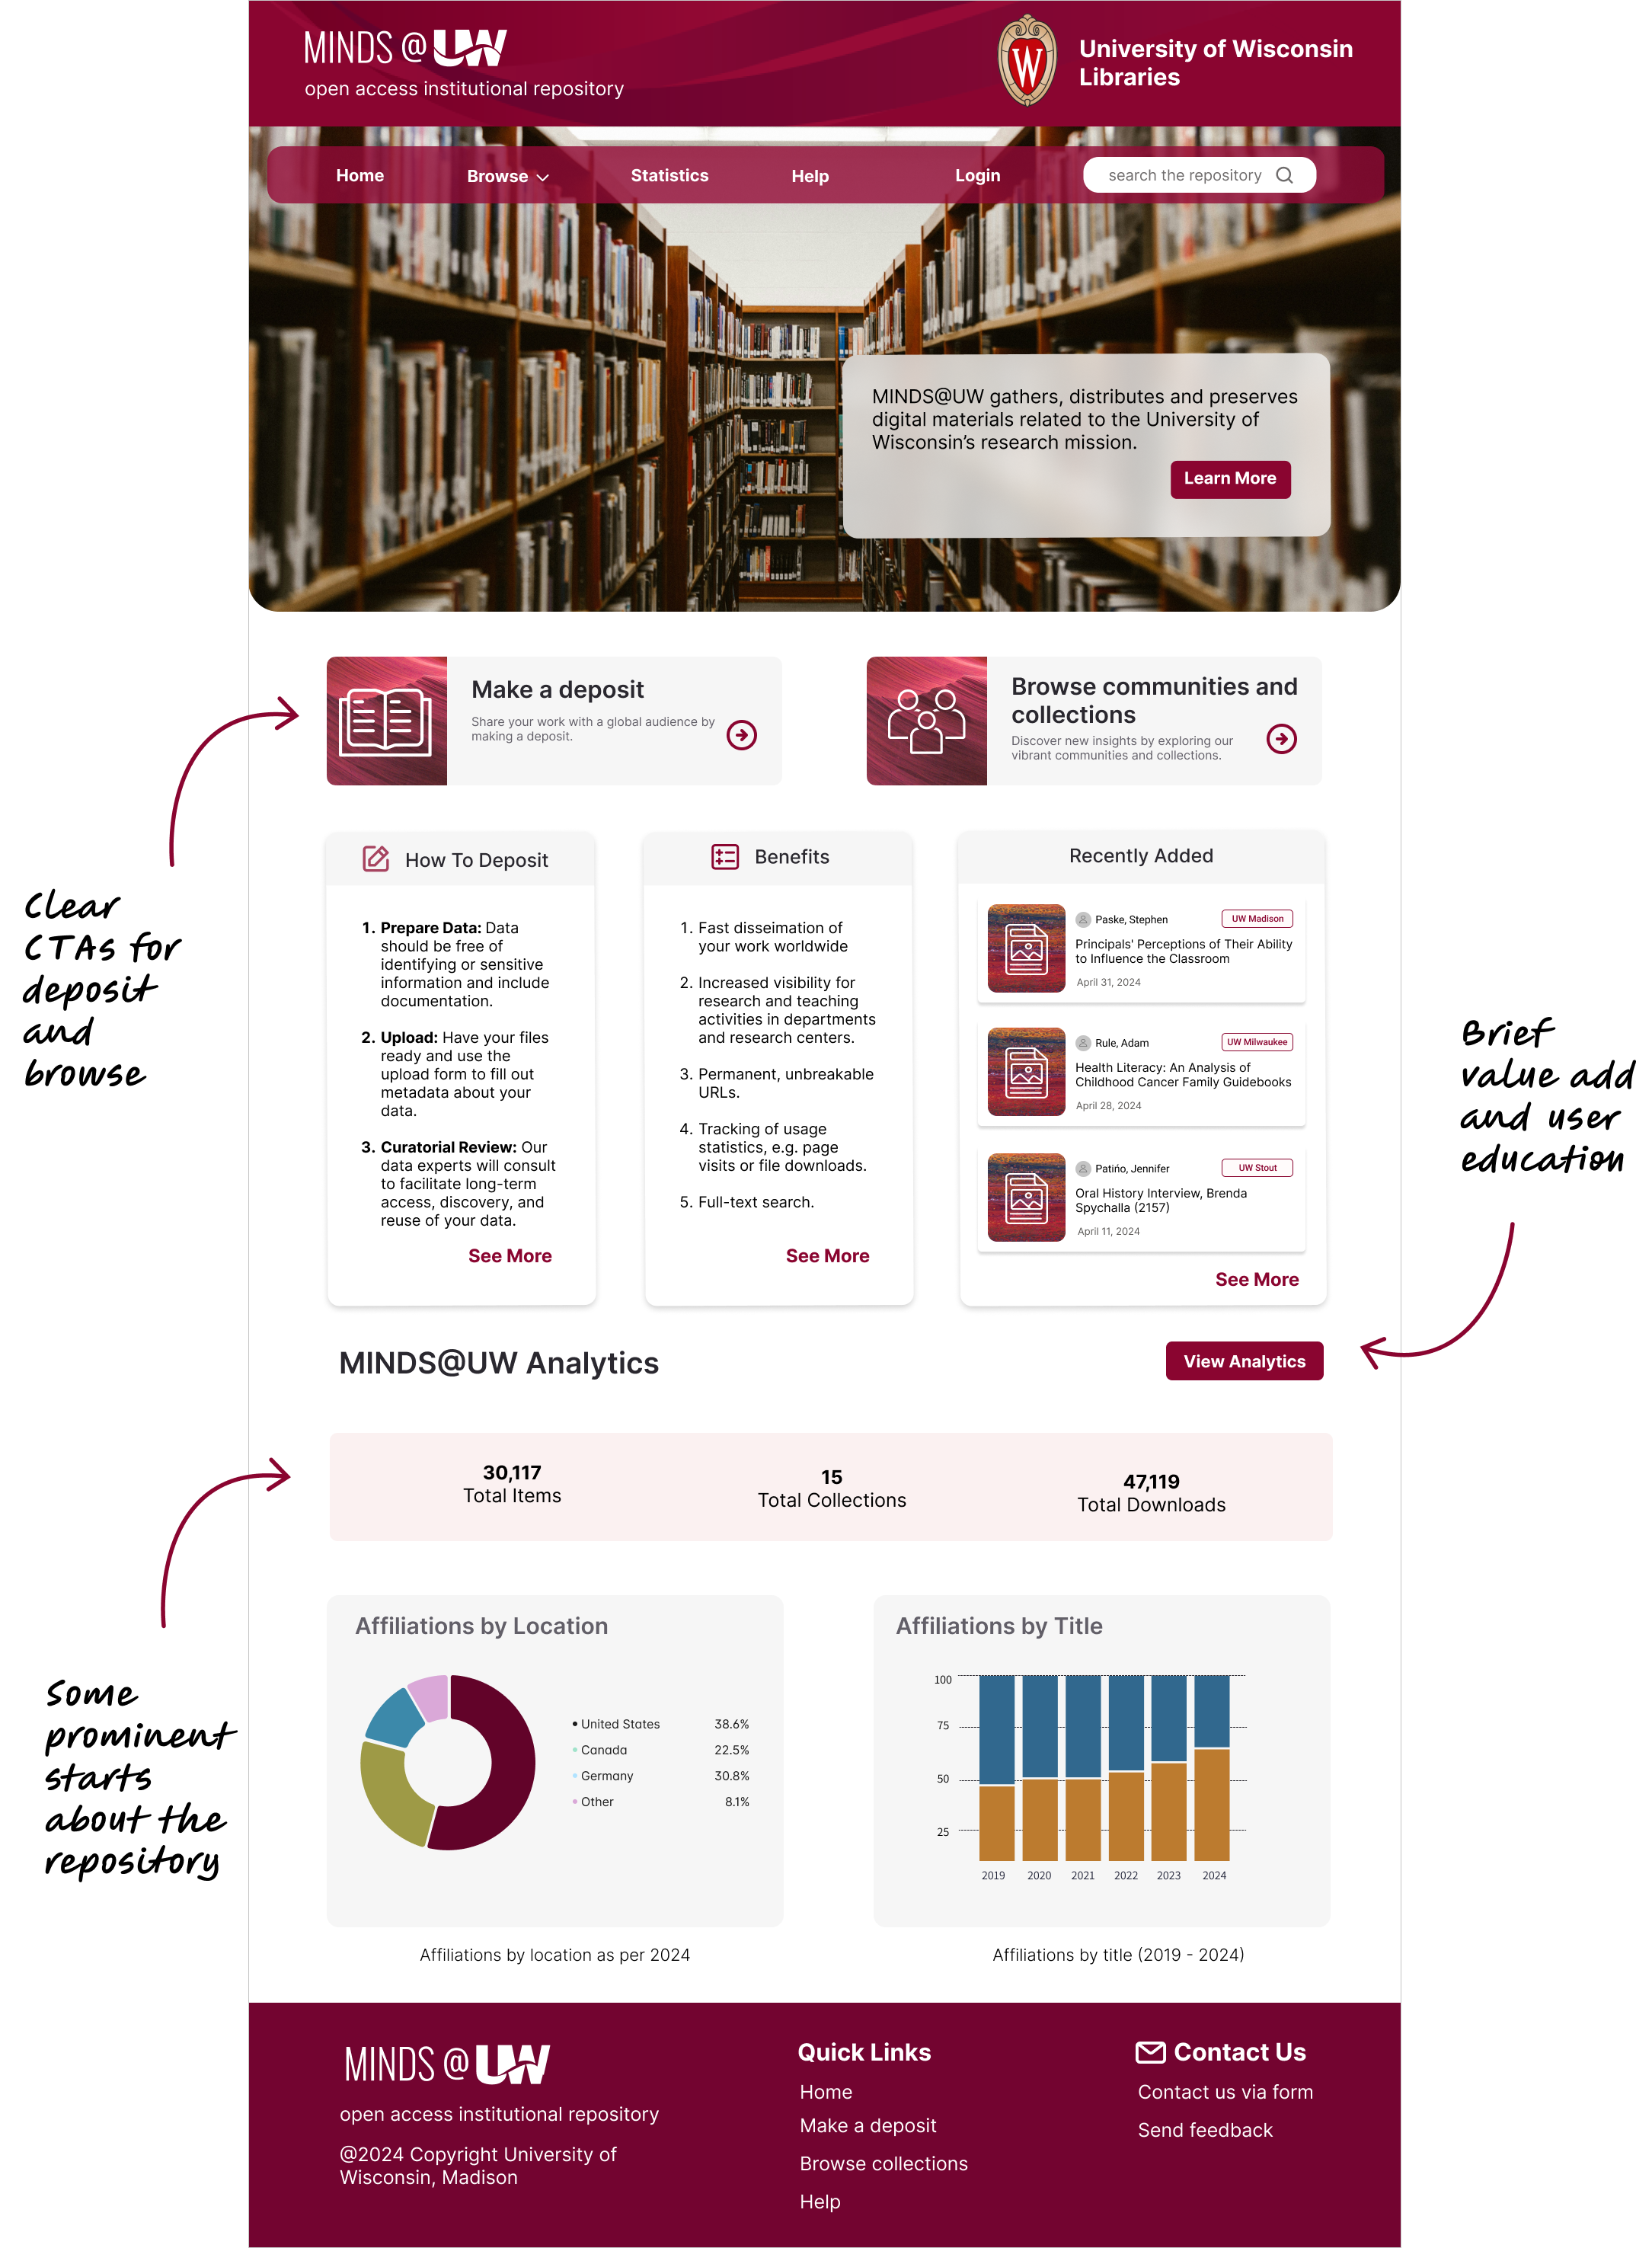 MINDS @ UW
open access institutional repository
University of Wisconsin
Libraries
Home
Browse
Statistics
Help
Login
search the repository
MINDS@UW gathers, distributes and preserves
digital materials related to the University of
Wisconsin's research mission.
Learn More
Make a deposit
Share your work with a global audience by
making a deposit.
Browse communities and
collections
Discover new insights by exploring our
vibrant communities and collections.
Clear
CTAs for
deposit
and
browse
How To Deposit
1. Prepare Data: Data
should be free of
identifying or sensitive
information and include
documentation.
2. Upload: Have your files
ready and use the
upload form to fill out
metadata about your
data.
3. Curatorial Review: Our
data experts will consult
to facilitate long-term
access, discovery, and
reuse of your data.
See More
Benefits
1. Fast disseimation of
your work worldwide
2. Increased visibility for
research and teaching
activities in departments
and research centers.
3. Permanent, unbreakable
URLs.
4. Tracking of usage
statistics, e.g. page
visits or file downloads.
5. Full-text search.
See More
Recently Added
Paske, Stephen
UW Madison
Principals' Perceptions of Their Ability
to Influence the Classroom
April 31, 2024
Rule, Adam
UW Milwaukee
Health Literacy: An Analysis of
Childhood Cancer Family Guidebooks
April 28, 2024
Patińo, Jennifer
UW Stout
Oral History Interview, Brenda
Spychalla (2157)
April 11, 2024
See More
Brief
value add
and user
education
MINDS@UW Analytics
View Analytics
30,117
Total Items
15
Total Collections
47,119
Total Downloads
Some
prominent
starts
about the
repository
Affiliations by Location
United States 38.6%
Canada 22.5%
Germany 30.8%
Other 8.1%
Affiliations by location as per 2024
Affiliations by Title
100
75
50
25
2019 2020 2021 2022 2023 2024
Affiliations by title (2019 - 2024)
MINDS @ UW
open access institutional repository
@2024 Copyright University of
Wisconsin, Madison
Quick Links
Home
Make a deposit
Browse collections
Help
Contact Us
Contact us via form
Send feedback